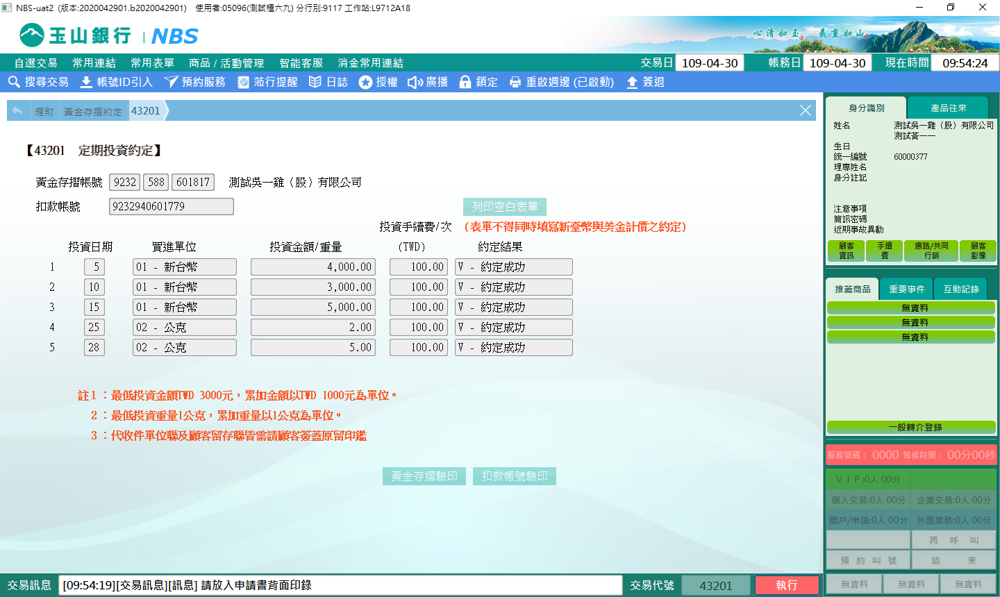 NBS-uat2 (版本:2020042901.b2020042901) 使用者:05096(測試櫃六九) 分行別:9117 工作站:L9712A18
玉山銀行 NBS
心清如玉 義重如山
自選交易 常用連結 常用表單 商品 / 活動管理 智能客服 消金常用連結 交易日 109-04-30 帳務日 109-04-30 現在時間 09:54:24
搜尋交易 帳號ID引入 預約服務 蒞行提醒 日誌 授權 廣播 鎖定 重啟週邊 (已啟動) 簽退
理財 黃金存摺約定 43201
【43201 定期投資約定】
黃金存摺帳號 9232 588 601817 測試吳一雞（股）有限公司
扣款帳號 9232940601779
列印空白表單
投資手續費/次 (表單不得同時填寫新臺幣與美金計價之約定)
投資日期 買進單位 投資金額/重量 (TWD) 約定結果
1 5 01 - 新台幣 4,000.00 100.00 V - 約定成功
2 10 01 - 新台幣 3,000.00 100.00 V - 約定成功
3 15 01 - 新台幣 5,000.00 100.00 V - 約定成功
4 25 02 - 公克 2.00 100.00 V - 約定成功
5 28 02 - 公克 5.00 100.00 V - 約定成功
註1：最低投資金額TWD 3000元，累加金額以TWD 1000元為單位。
2：最低投資重量1公克，累加重量以1公克為單位。
3：代收件單位聯及顧客留存聯皆需請顧客簽蓋原留印鑑
黃金存摺驗印 扣款帳號驗印
交易訊息 [09:54:19][交易訊息][訊息] 請放入申請書背面印錄 交易代號 43201 執行
身分識別 產品往來
姓名 測試吳一雞（股）有限公司
測試黃一一
生日
統一編號 60000377
理專姓名
身分註記
注意事項
簡訊密碼
近期事故異動
顧客資訊 手續費 通路/共同行銷 顧客影像
推薦商品 重要事件 互動記錄
無資料
無資料
無資料
一般轉介登錄
服務號碼： 0000 等候時間： 00分00秒
ＶＩＰ:0人 00分
個人交易:0人 00分 企業交易:0人 00分
開戶/申請:0人 00分 外匯業務:0人 00分
再 呼 叫
預 約 叫 號 結 束
無資料 無資料 無資料